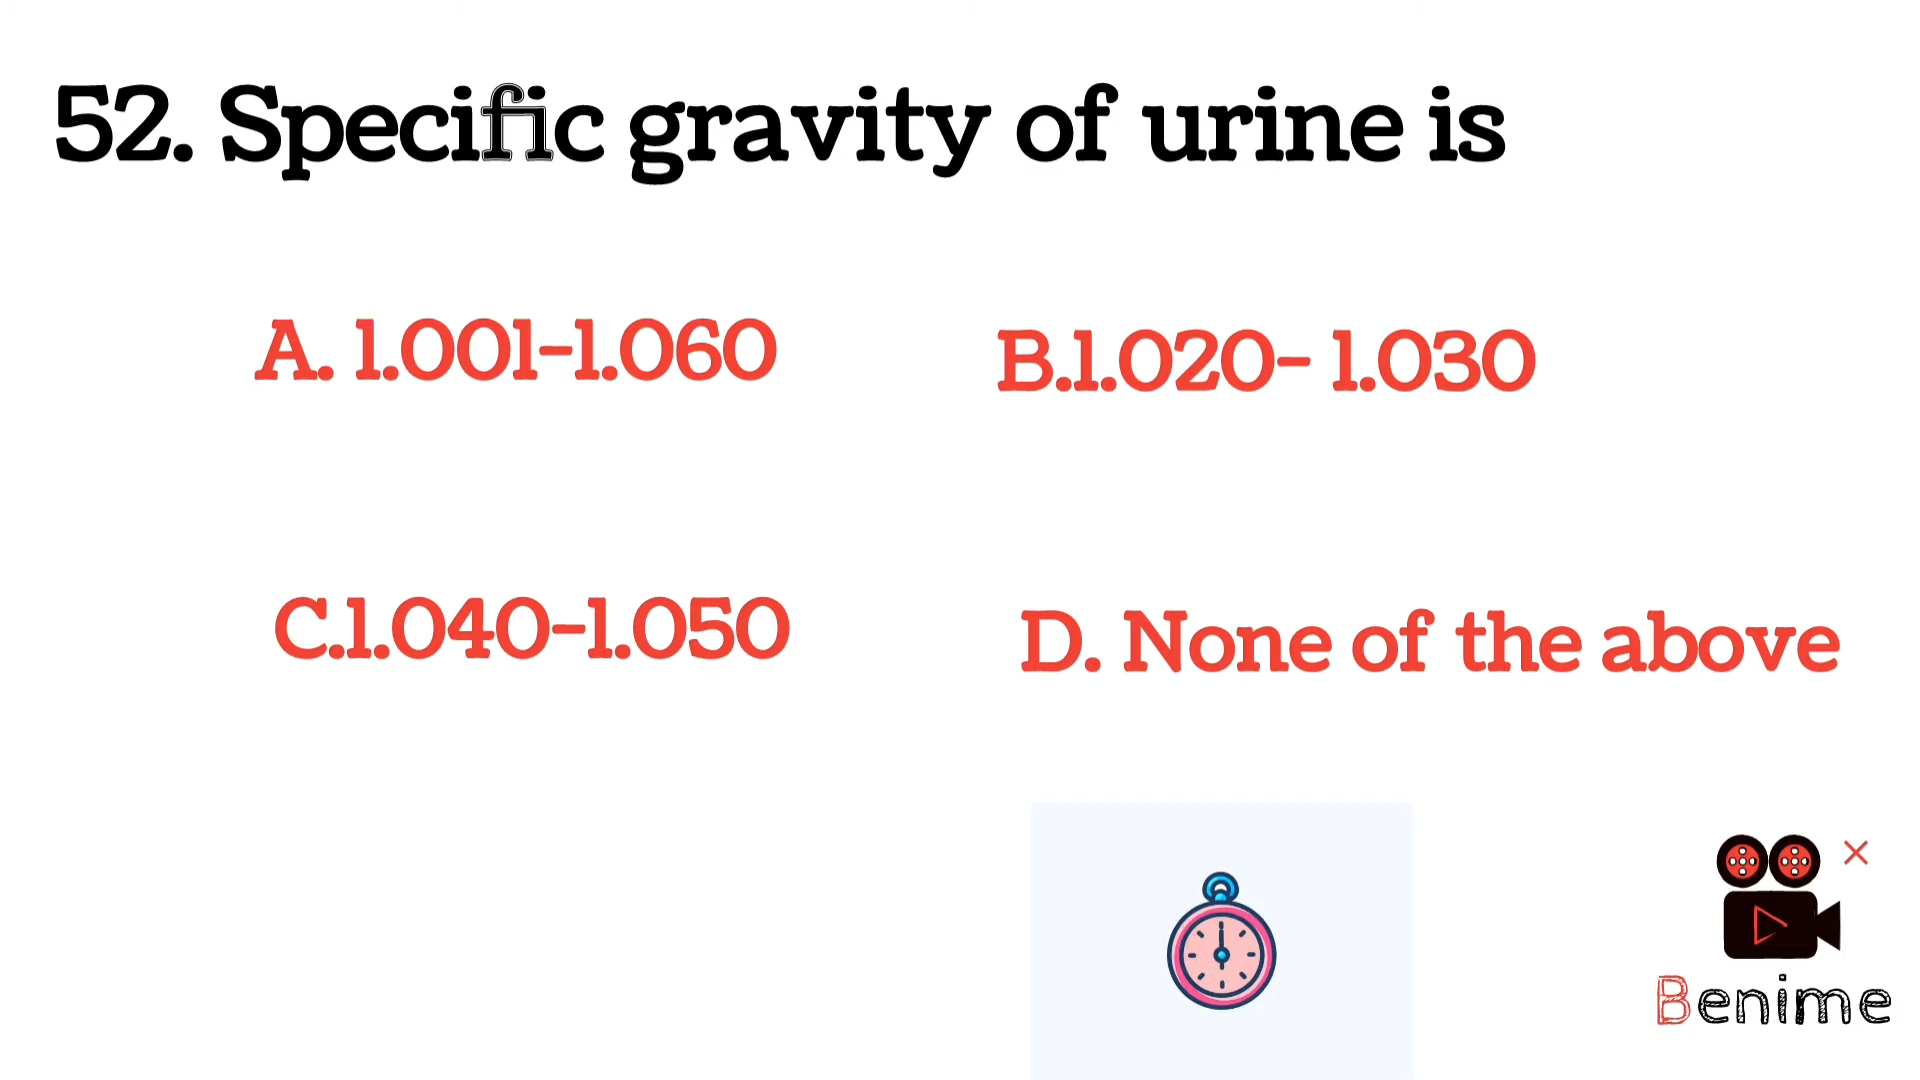 52. Specific gravity of urine is
A. 1.001-1.060
B.1.020- 1.030
C.1.040-1.050
D. None of the above
Benime